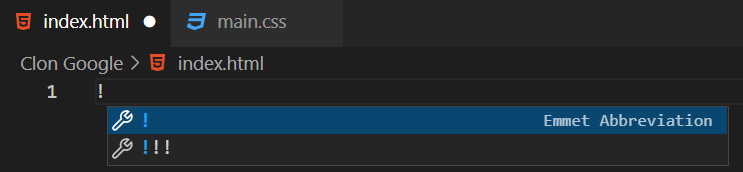 index.html ● main.css
Clon Google > index.html
1 !
! Emmet Abbreviation
!!!